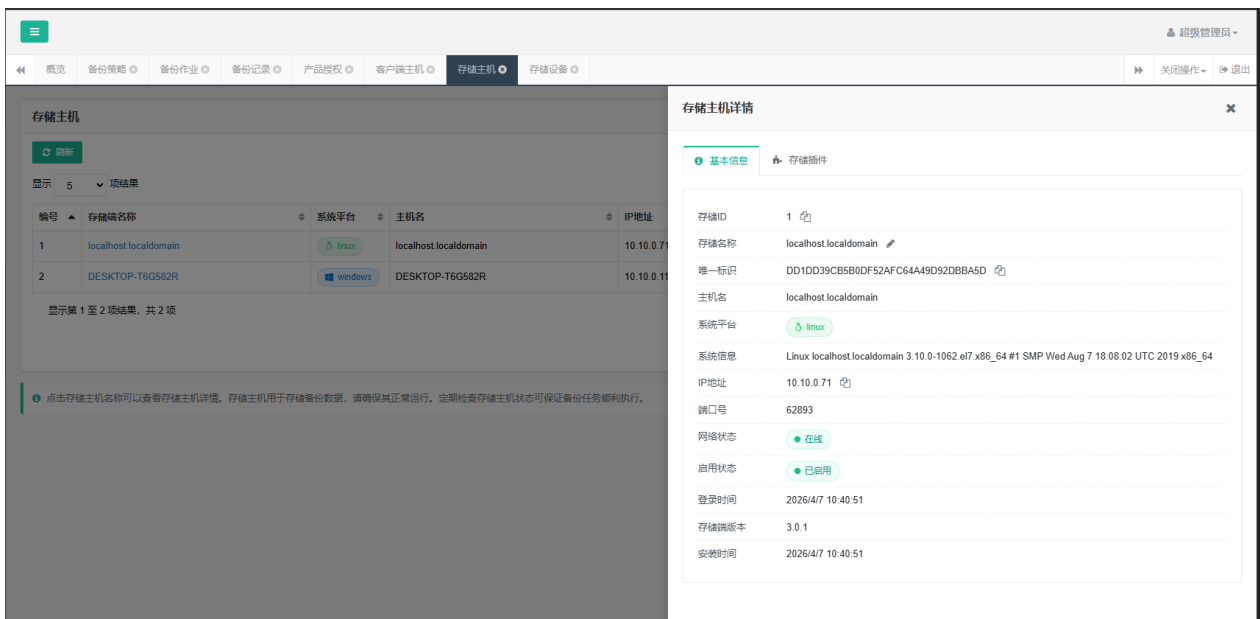 超级管理员
概览 备份策略 备份作业 备份记录 产品授权 客户端主机 存储主机 存储设备 关闭操作 退出
存储主机
刷新
显示 5 项结果
编号 存储端名称 系统平台 主机名 IP地址
1 localhost.localdomain linux localhost.localdomain 10.10.0.71
2 DESKTOP-T6G582R windows DESKTOP-T6G582R 10.10.0.11
显示第 1 至 2 项结果，共 2 项
点击存储主机名称可以查看存储主机详情。存储主机用于存储备份数据，请确保其正常运行。定期检查存储主机状态可保证备份任务顺利执行。
存储主机详情
基本信息 存储插件
存储ID 1
存储名称 localhost.localdomain
唯一标识 DD1DD39CB5B0DF52AFC64A49D92DBBA5D
主机名 localhost.localdomain
系统平台 linux
系统信息 Linux localhost.localdomain 3.10.0-1062.el7.x86_64 #1 SMP Wed Aug 7 18:08:02 UTC 2019 x86_64
IP地址 10.10.0.71
端口号 62893
网络状态 在线
启用状态 已启用
登录时间 2026/4/7 10:40:51
存储端版本 3.0.1
安装时间 2026/4/7 10:40:51